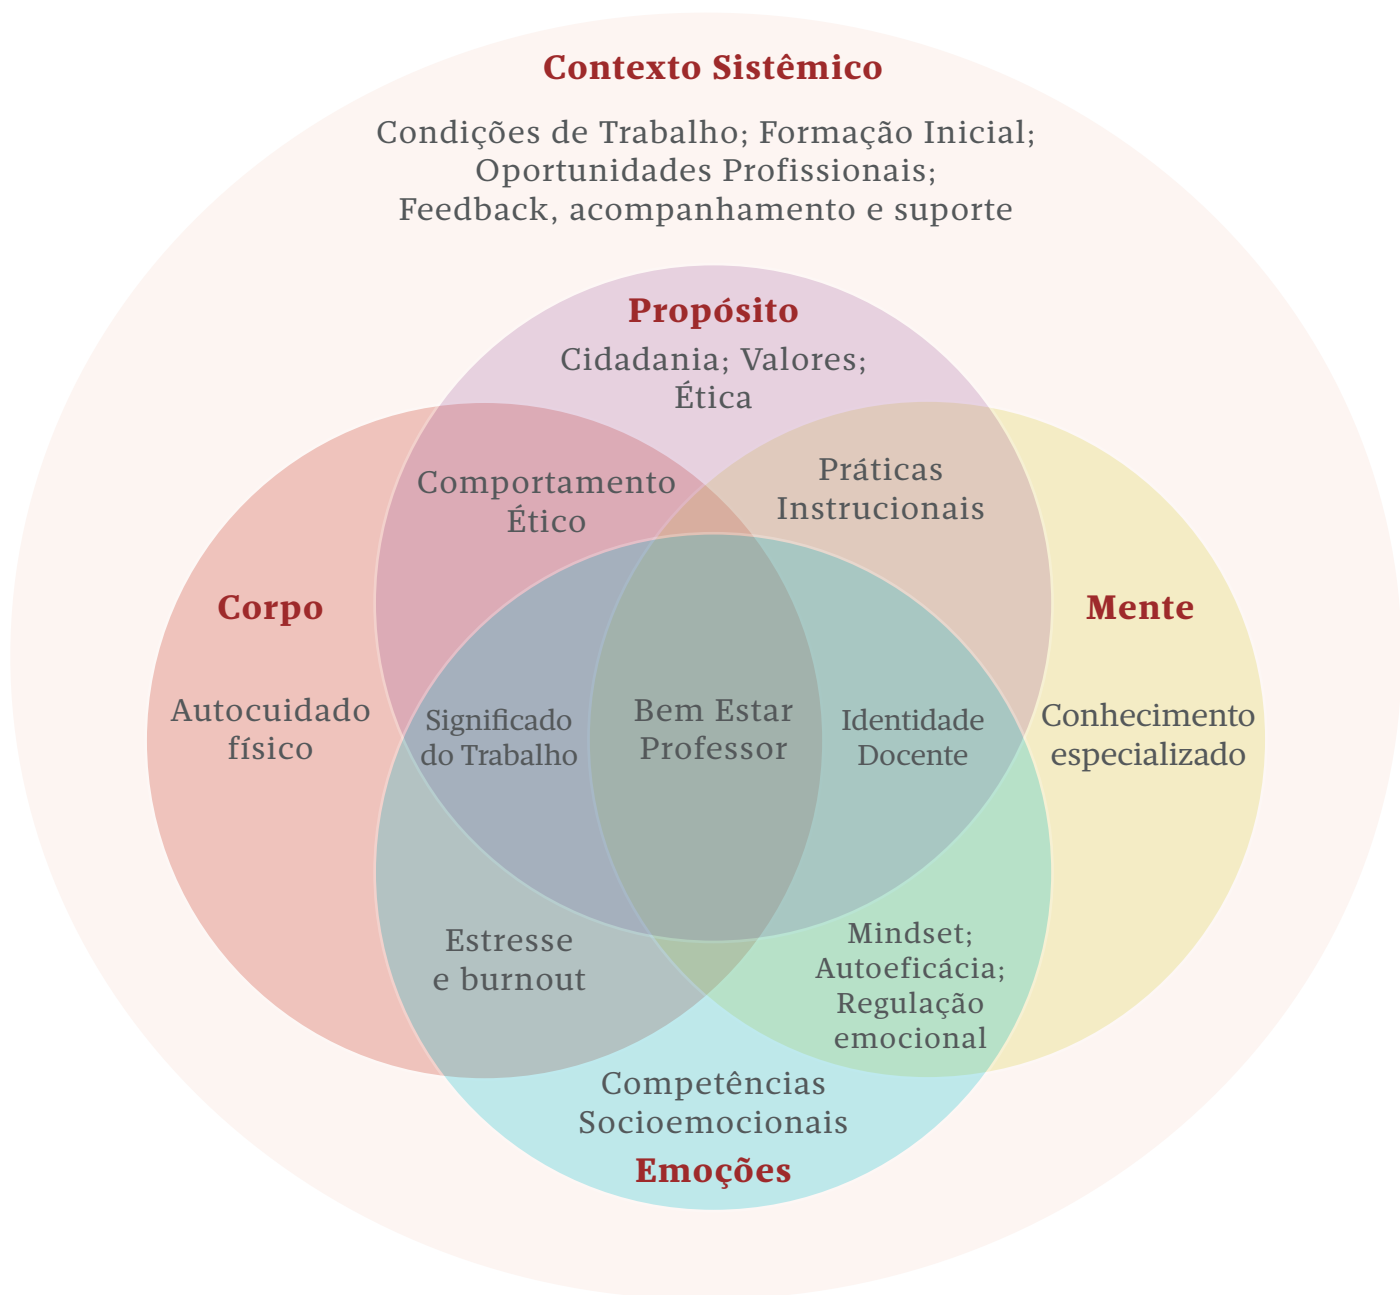 Contexto Sistêmico
Condições de Trabalho; Formação Inicial;
Oportunidades Profissionais;
Feedback, acompanhamento e suporte
Propósito
Cidadania; Valores;
Ética
Comportamento
Ético
Práticas
Instrucionais
Corpo
Autocuidado
físico
Significado
do Trabalho
Bem Estar
Professor
Identidade
Docente
Mente
Conhecimento
especializado
Estresse
e burnout
Mindset;
Autoeficácia;
Regulação
emocional
Competências
Socioemocionais
Emoções